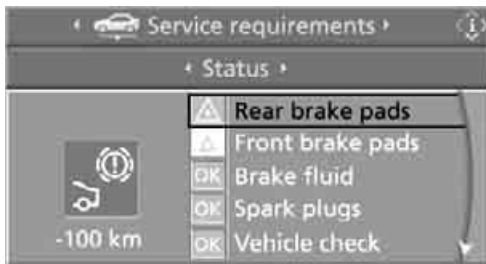 Service requirements
Status
Rear brake pads
Front brake pads
OK Brake fluid
OK Spark plugs
-100 km
OK Vehicle check